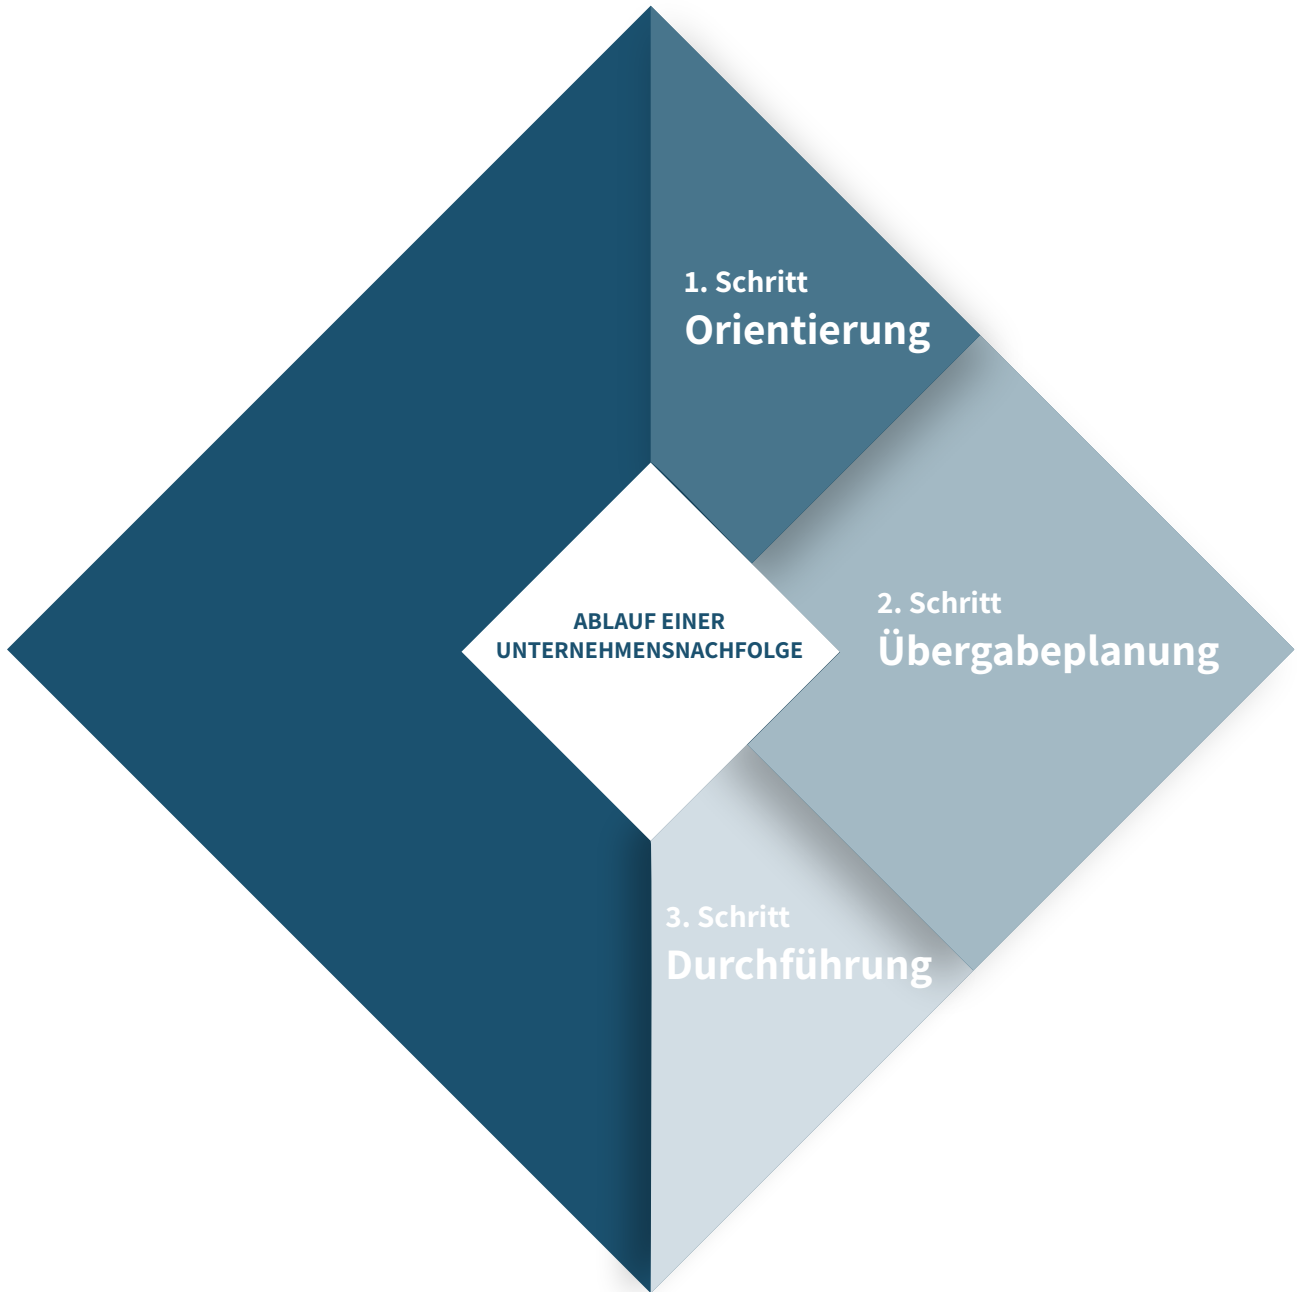 1. Schritt
Orientierung
ABLAUF EINER
UNTERNEHMENSNACHFOLGE
2. Schritt
Übergabeplanung
3. Schritt
Durchführung